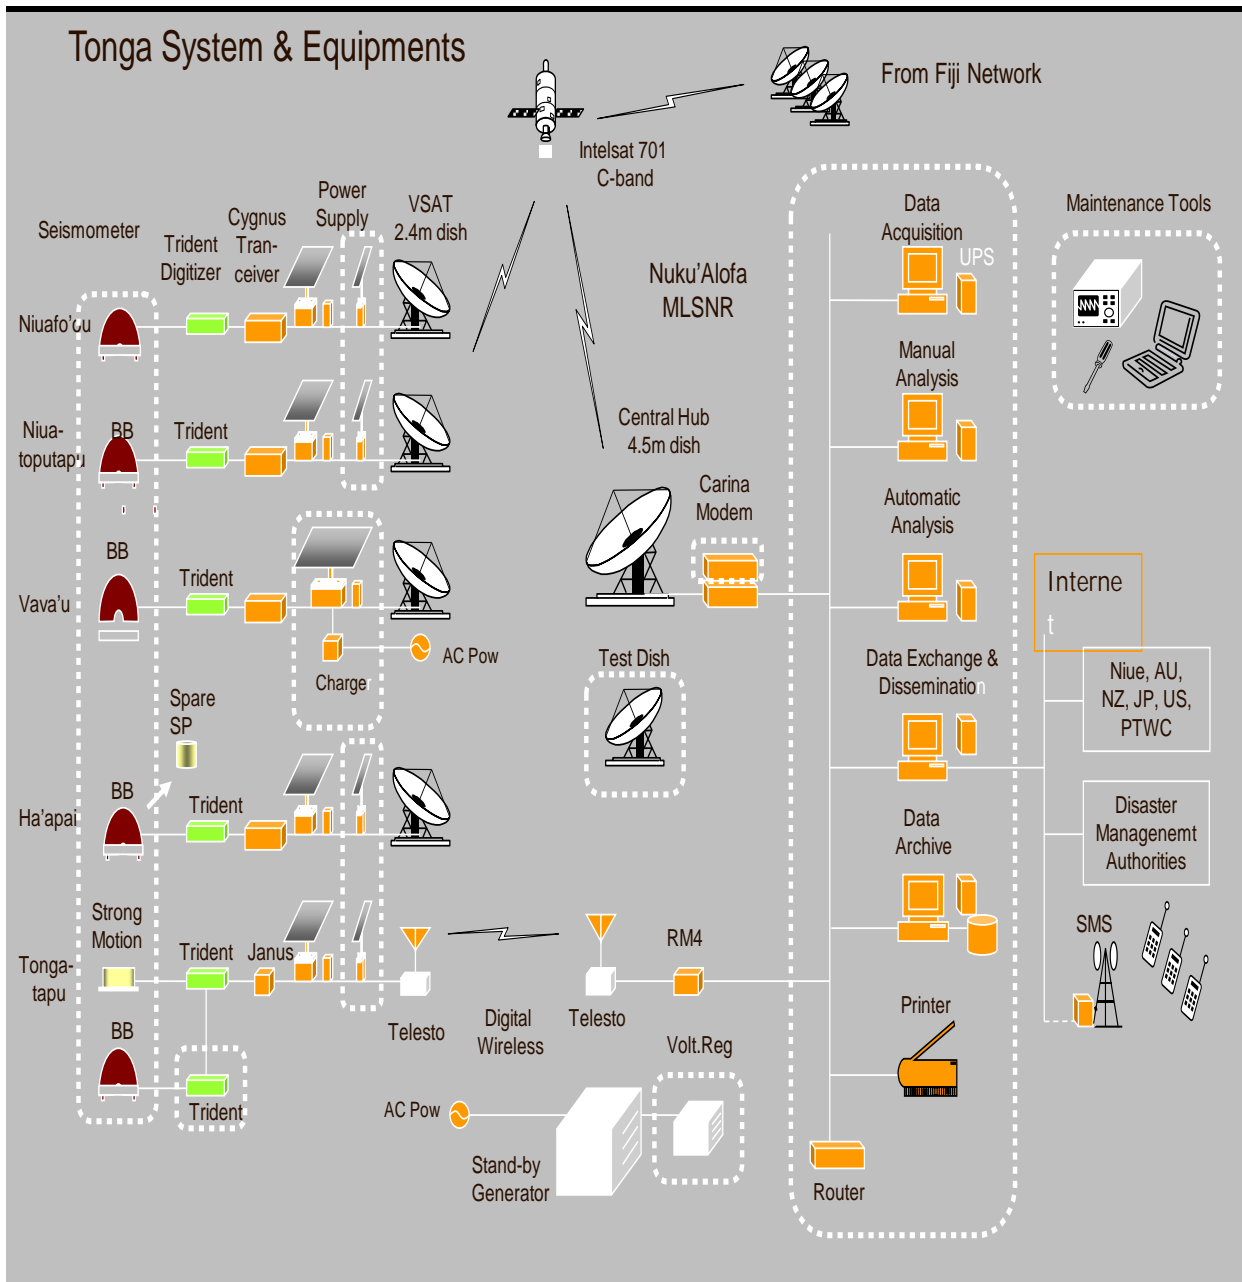 Tonga System & Equipments
From Fiji Network
Intelsat 701
C-band
Seismometer
Trident
Digitizer
Cygnus
Tran-
ceiver
Power
Supply
VSAT
2.4m dish
Nuku'Alofa
MLSNR
Data
Acquisition
UPS
Maintenance Tools
Niuafo'ou
Manual
Analysis
Niua-
toputapu
BB
Trident
Central Hub
4.5m dish
Carina
Modem
Automatic
Analysis
BB
Vava'u
Trident
AC Pow
Charger
Test Dish
Data Exchange &
Dissemination
Interne
t
Niue, AU,
NZ, JP, US,
PTWC
Spare
SP
BB
Ha'apai
Trident
Data
Archive
Disaster
Managenemt
Authorities
Strong
Motion
Tonga-
tapu
Trident
Janus
RM4
SMS
Telesto
Digital
Wireless
Telesto
Printer
BB
Trident
Volt.Reg
AC Pow
Stand-by
Generator
Router